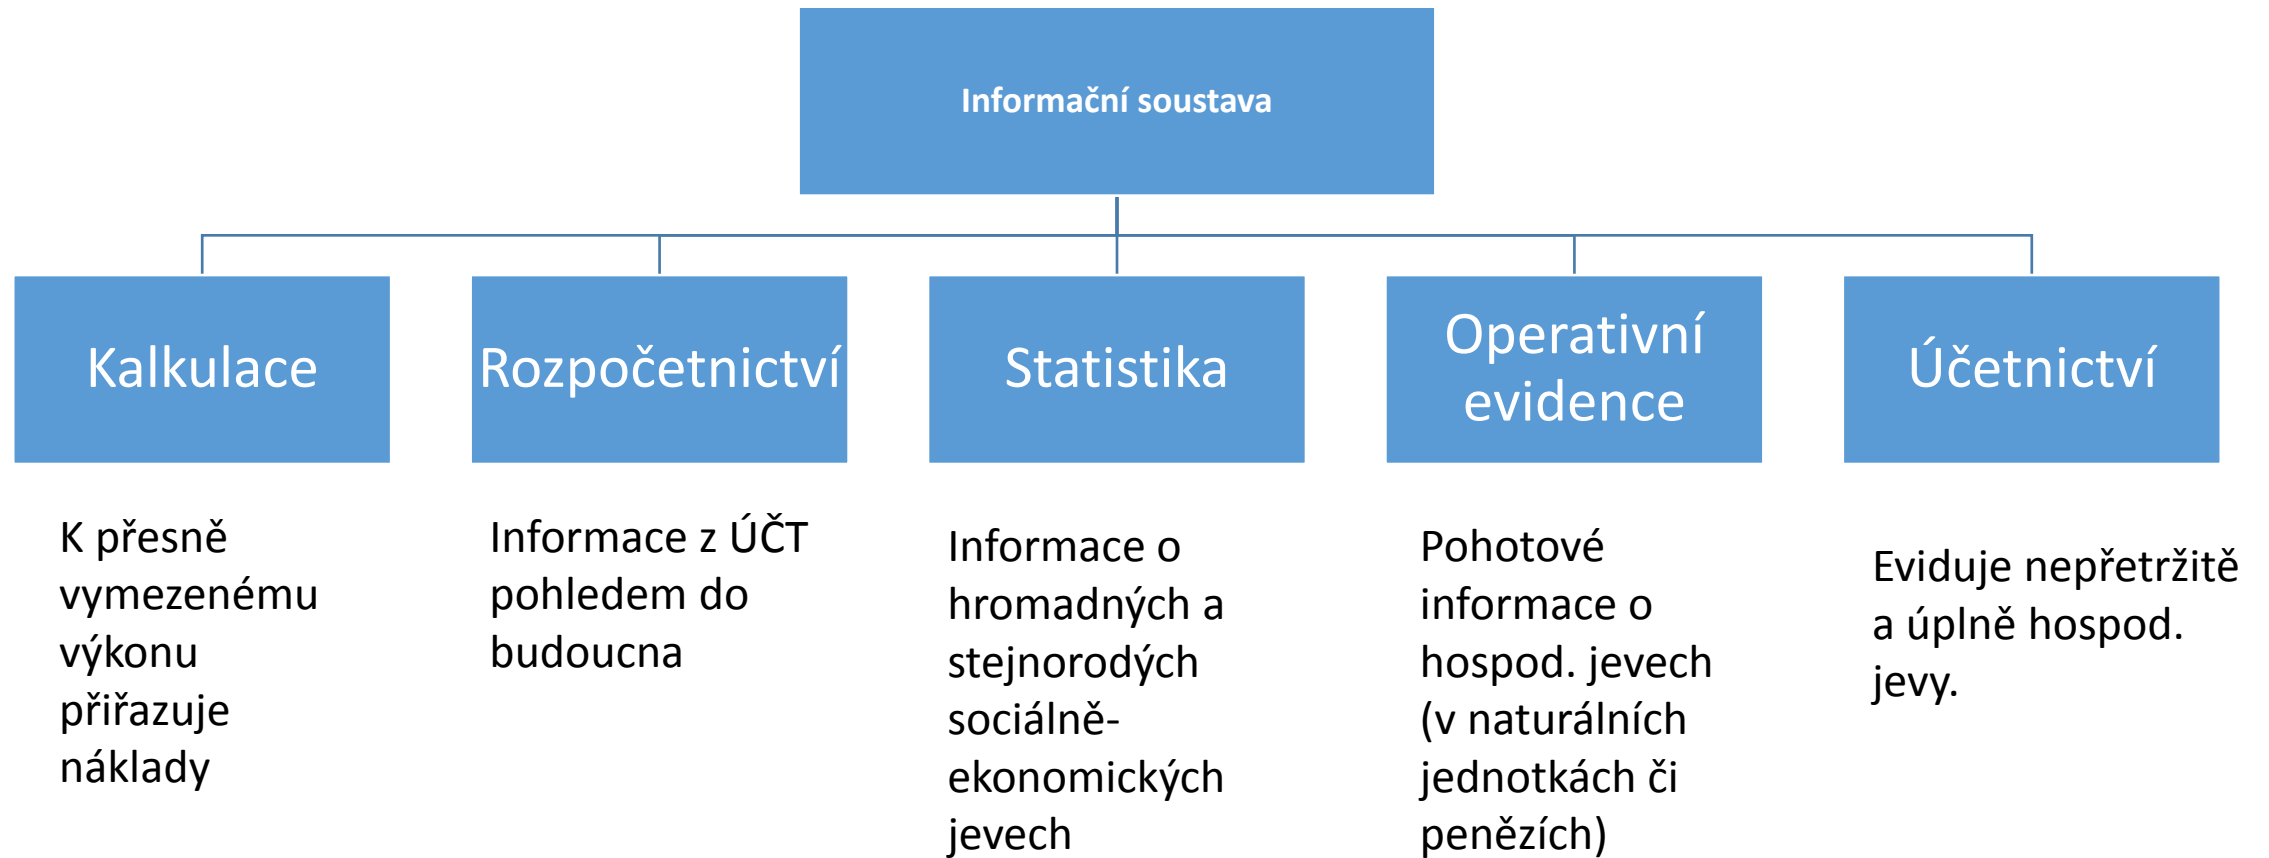 Informační soustava
Kalkulace
Rozpočetnictví
Statistika
Operativní
evidence
Účetnictví
K přesně
vymezenému
výkonu
přiřazuje
náklady
Informace z ÚČT
pohledem do
budoucna
Informace o
hromadných a
stejnorodých
sociálně-
ekonomických
jevech
Pohotové
informace o
hospod. jevech
(v naturálních
jednotkách či
penězích)
Eviduje nepřetržitě
a úplně hospod.
jevy.